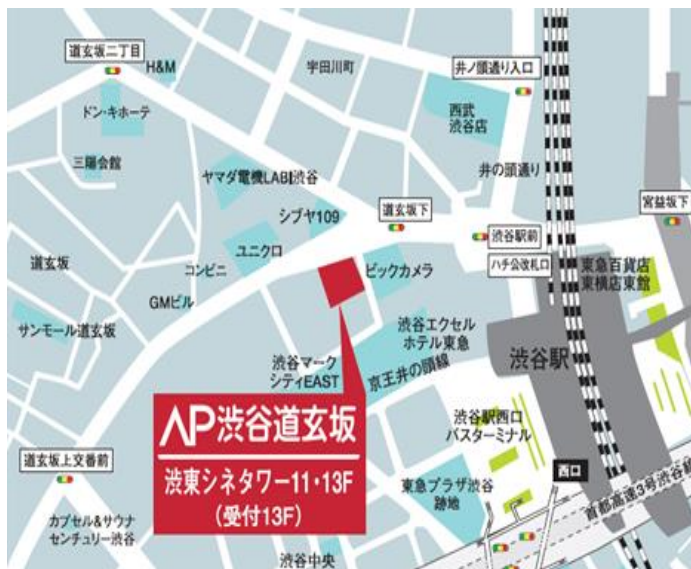 道玄坂二丁目
H&M
宇田川町
井ノ頭通り入口
ドン・キホーテ
西武
渋谷店
三陽会館
ヤマダ電機LABI渋谷
井の頭通り
シブヤ109
道玄坂下
宮益坂下
渋谷駅前
ユニクロ
道玄坂
コンビニ
ビックカメラ
ハチ公改札口
東急百貨店
東横店東館
GMビル
サンモール道玄坂
渋谷エクセル
ホテル東急
渋谷マーク
シティEAST
京王井の頭線
渋谷駅
AP渋谷道玄坂
渋東シネタワー11・13F
(受付13F)
渋谷駅西口
バスターミナル
道玄坂上交番前
東急プラザ渋谷
跡地
西口
首都高速3号渋谷線
カプセル&サウナ
センチュリー渋谷
渋谷中央